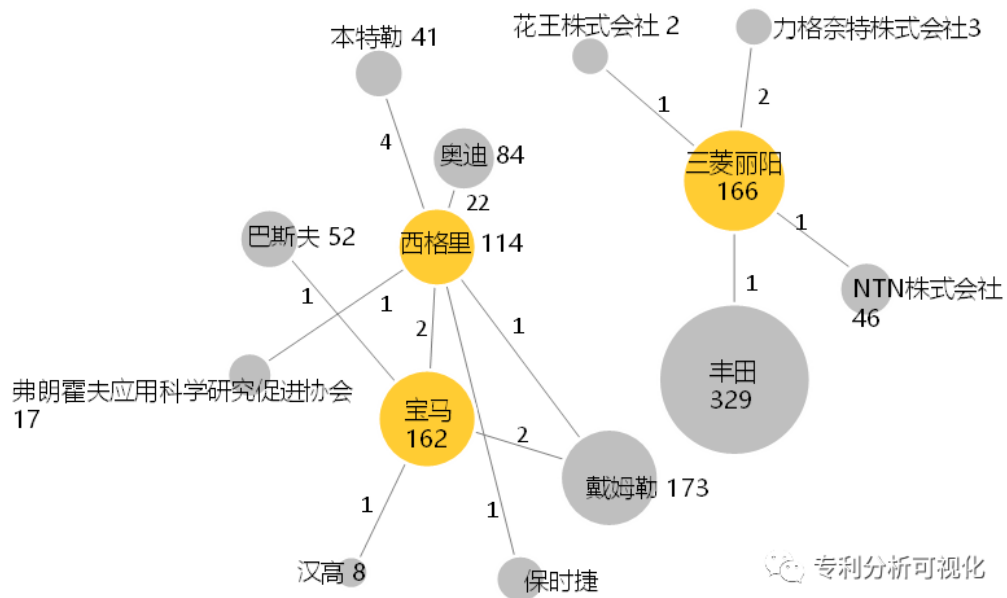 花王株式会社 2
力格奈特株式会社3
本特勒 41
1
2
4
奥迪 84
三菱丽阳
166
22
巴斯夫 52
西格里 114
1
1
1
NTN株式会社
46
1
2
1
1
弗朗霍夫应用科学研究促进协会
17
丰田
329
宝马
162
2
戴姆勒 173
1
1
汉高 8
保时捷
专利分析可视化